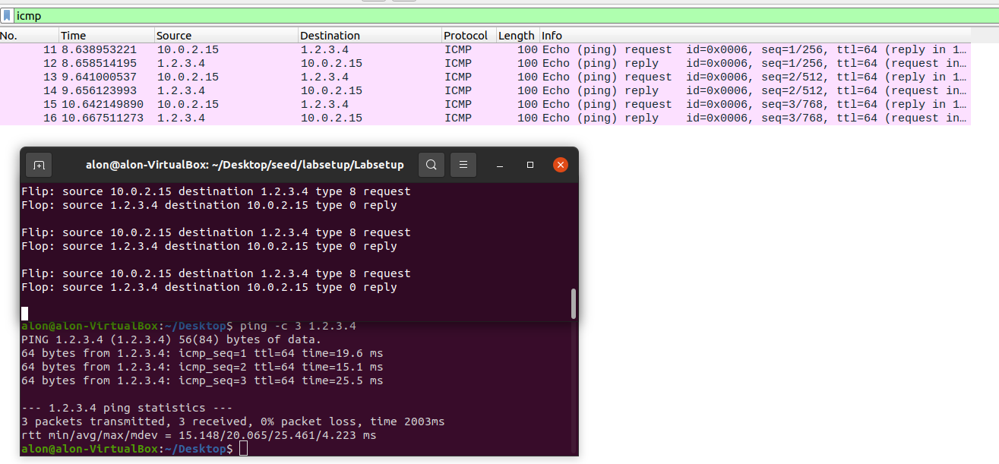 icmp
No. Time Source Destination Protocol Length Info
11 8.638953221 10.0.2.15 1.2.3.4 ICMP 100 Echo (ping) request id=0x0006, seq=1/256, ttl=64 (reply in 1…
12 8.658514195 1.2.3.4 10.0.2.15 ICMP 100 Echo (ping) reply id=0x0006, seq=1/256, ttl=64 (request in…
13 9.641000537 10.0.2.15 1.2.3.4 ICMP 100 Echo (ping) request id=0x0006, seq=2/512, ttl=64 (reply in 1…
14 9.656123993 1.2.3.4 10.0.2.15 ICMP 100 Echo (ping) reply id=0x0006, seq=2/512, ttl=64 (request in…
15 10.642149890 10.0.2.15 1.2.3.4 ICMP 100 Echo (ping) request id=0x0006, seq=3/768, ttl=64 (reply in 1…
16 10.667511273 1.2.3.4 10.0.2.15 ICMP 100 Echo (ping) reply id=0x0006, seq=3/768, ttl=64 (request in…
alon@alon-VirtualBox: ~/Desktop/seed/labsetup/Labsetup
Flip: source 10.0.2.15 destination 1.2.3.4 type 8 request
Flop: source 1.2.3.4 destination 10.0.2.15 type 0 reply
Flip: source 10.0.2.15 destination 1.2.3.4 type 8 request
Flop: source 1.2.3.4 destination 10.0.2.15 type 0 reply
Flip: source 10.0.2.15 destination 1.2.3.4 type 8 request
Flop: source 1.2.3.4 destination 10.0.2.15 type 0 reply
alon@alon-VirtualBox:~/Desktop$ ping -c 3 1.2.3.4
PING 1.2.3.4 (1.2.3.4) 56(84) bytes of data.
64 bytes from 1.2.3.4: icmp_seq=1 ttl=64 time=19.6 ms
64 bytes from 1.2.3.4: icmp_seq=2 ttl=64 time=15.1 ms
64 bytes from 1.2.3.4: icmp_seq=3 ttl=64 time=25.5 ms
--- 1.2.3.4 ping statistics ---
3 packets transmitted, 3 received, 0% packet loss, time 2003ms
rtt min/avg/max/mdev = 15.148/20.065/25.461/4.223 ms
alon@alon-VirtualBox:~/Desktop$